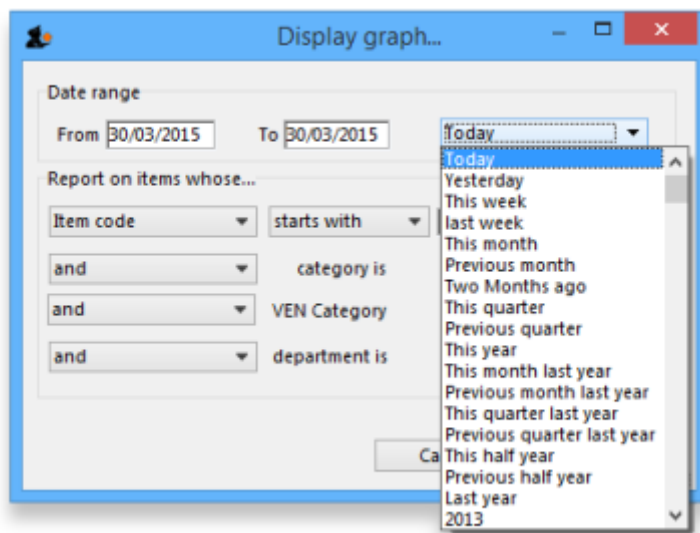 Display graph...
Date range
From 30/03/2015 To 30/03/2015 Today
Today
Yesterday
This week
last week
This month
Previous month
Two Months ago
This quarter
Previous quarter
This year
This month last year
Previous month last year
This quarter last year
Previous quarter last year
This half year
Previous half year
Last year
2013
Report on items whose...
Item code starts with
and category is
and VEN Category
and department is
Ca